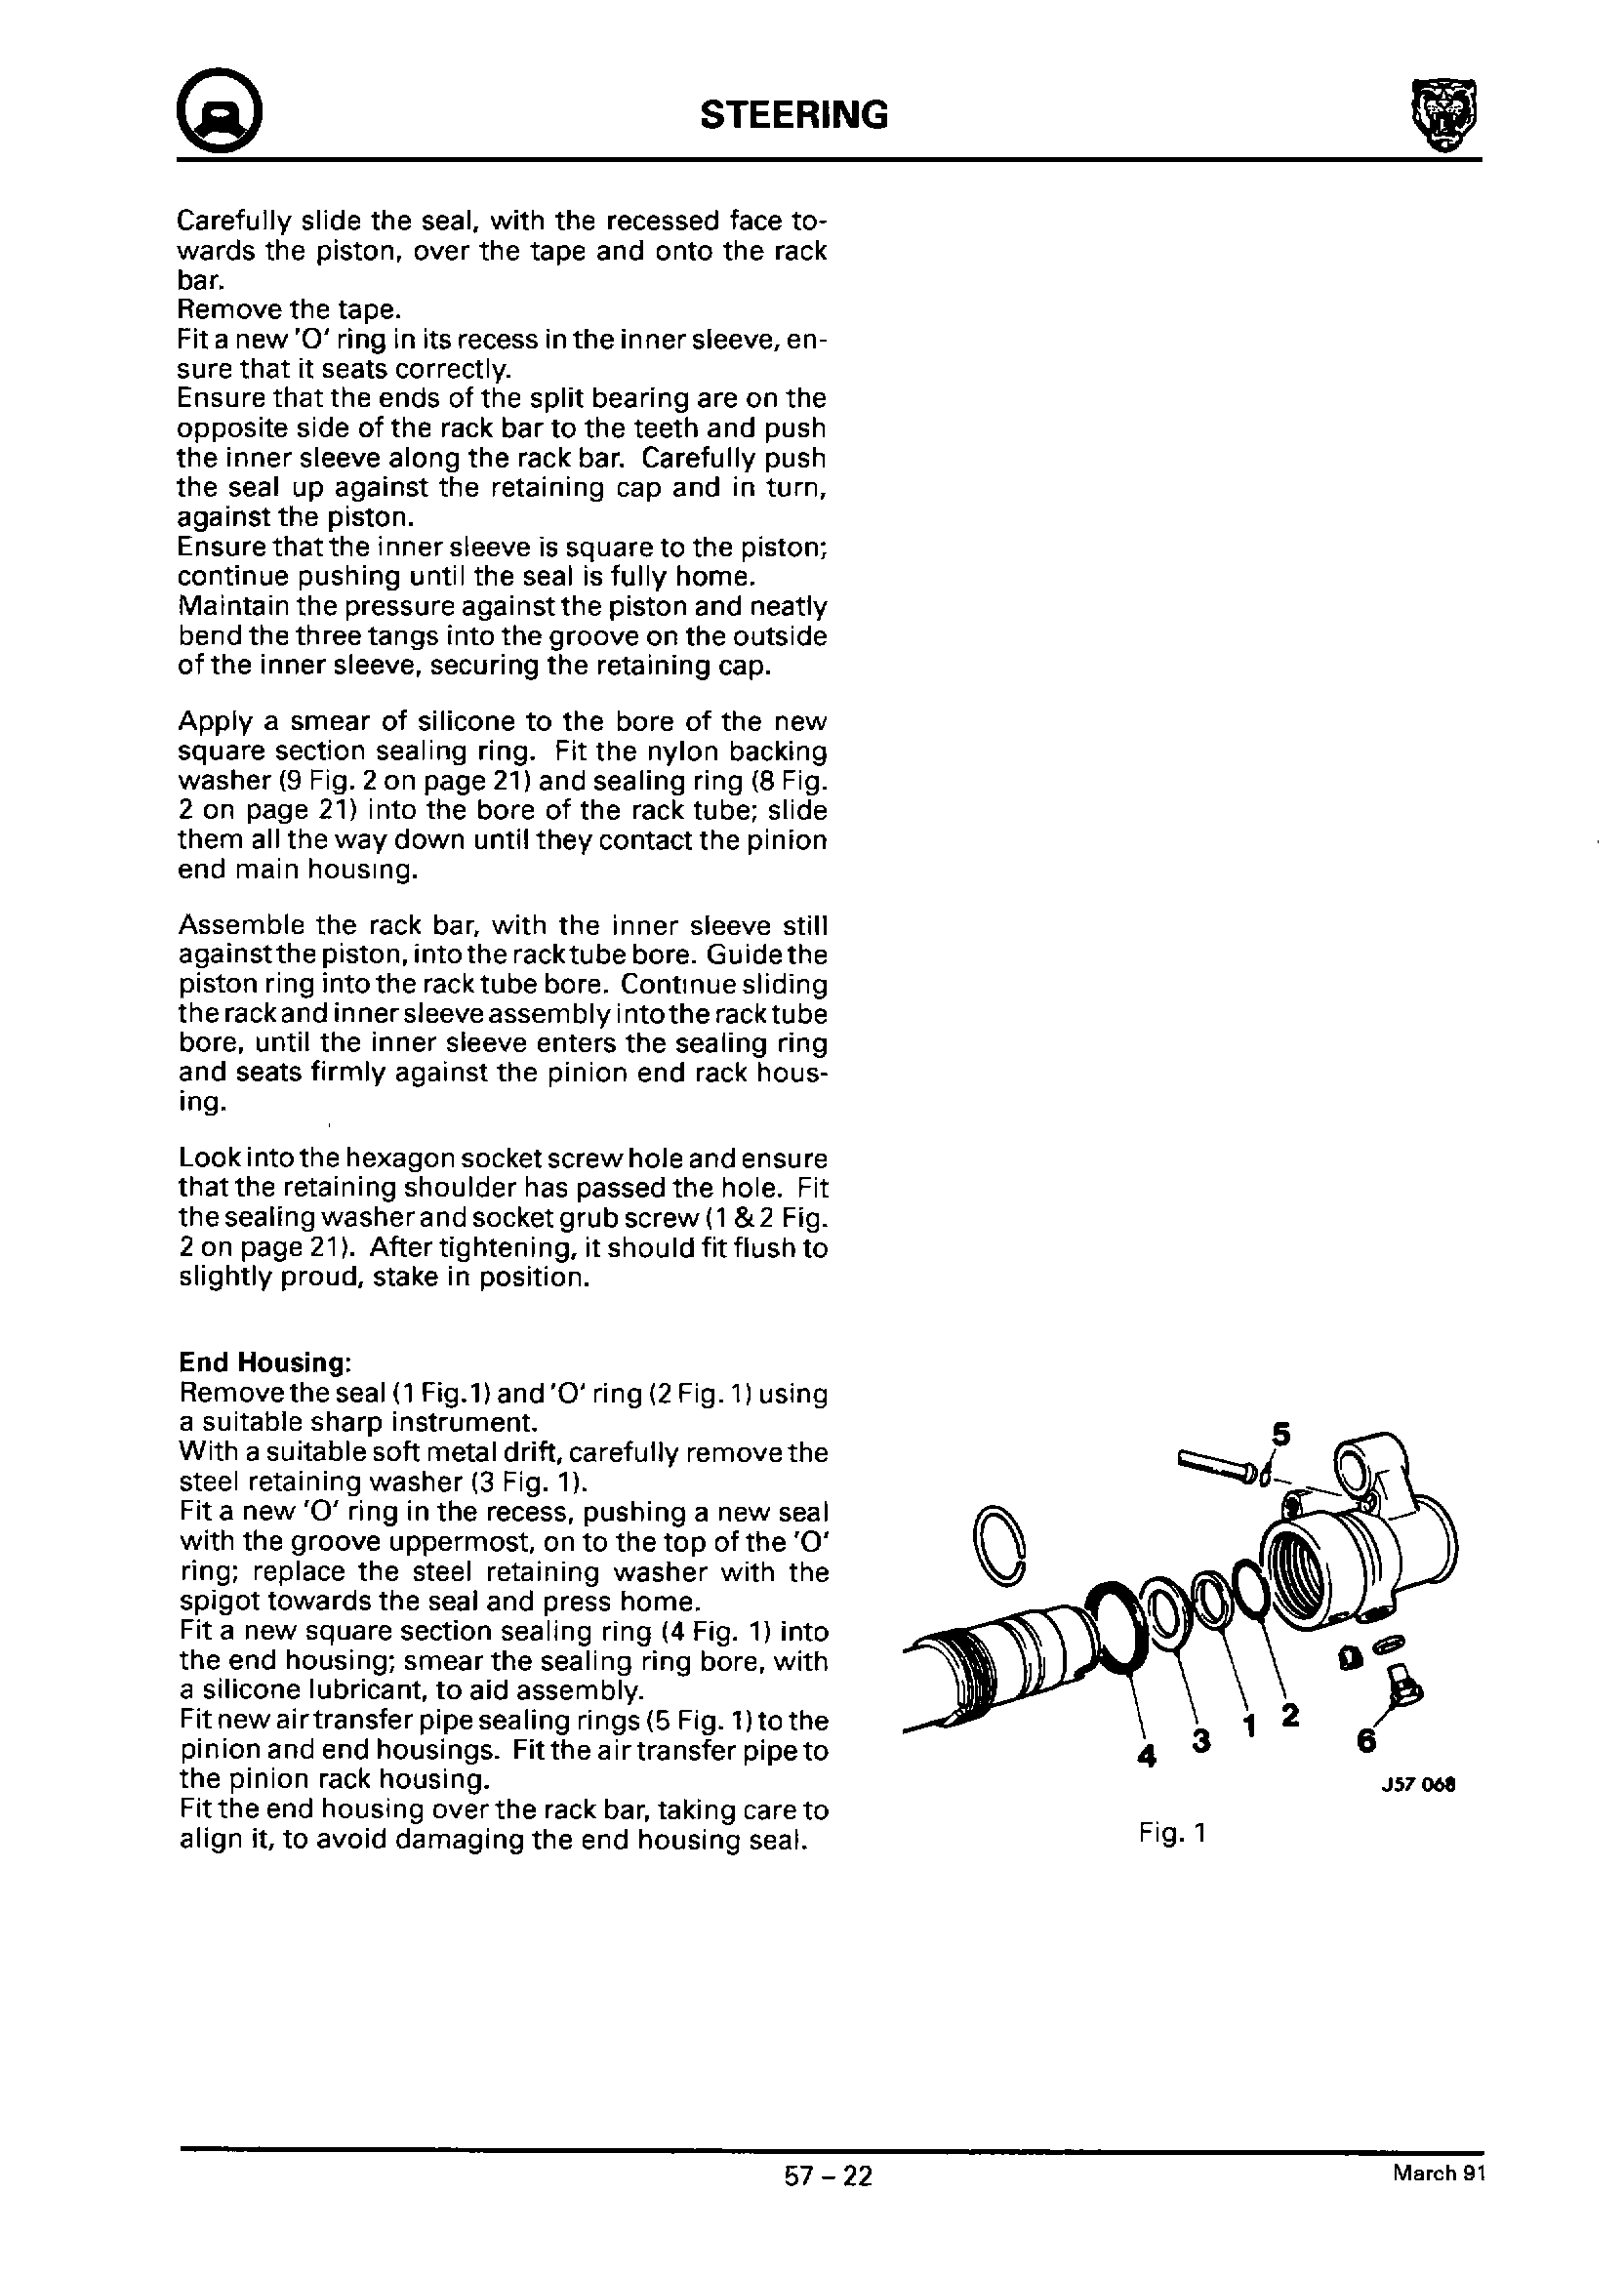 STEERING
Carefully slide the seal, with the recessed face to-
wards the piston, over the tape and onto the rack
bar.
Remove the tape.
Fit a new 'O' ring in its recess in the inner sleeve, en-
sure that it seats correctly.
Ensure that the ends of the split bearing are on the
opposite side of the rack bar to the teeth and push
the inner sleeve along the rack bar. Carefully push
the seal up against the retaining cap and in turn,
against the piston.
Ensure that the inner sleeve is square to the piston;
continue pushing until the seal is fully home.
Maintain the pressure against the piston and neatly
bend the three tangs into the groove on the outside
of the inner sleeve, securing the retaining cap.
Apply a smear of silicone to the bore of the new
square section sealing ring. Fit the nylon backing
washer (9 Fig. 2 on page 21) and sealing ring (8 Fig.
2 on page 21) into the bore of the rack tube; slide
them all the way down until they contact the pinion
end main housing.
Assemble the rack bar, with the inner sleeve still
against the piston, into the rack tube bore. Guide the
piston ring into the rack tube bore. Continue sliding
the rack and inner sleeve assembly into the rack tube
bore, until the inner sleeve enters the sealing ring
and seats firmly against the pinion end rack hous-
ing.
Look into the hexagon socket screw hole and ensure
that the retaining shoulder has passed the hole. Fit
the sealing washer and socket grub screw (1 & 2 Fig.
2 on page 21). After tightening, it should fit flush to
slightly proud, stake in position.
End Housing:
Remove the seal (1 Fig.1) and 'O' ring (2 Fig. 1) using
a suitable sharp instrument.
With a suitable soft metal drift, carefully remove the
steel retaining washer (3 Fig. 1).
Fit a new 'O' ring in the recess, pushing a new seal
with the groove uppermost, on to the top of the 'O'
ring; replace the steel retaining washer with the
spigot towards the seal and press home.
Fit a new square section sealing ring (4 Fig. 1) into
the end housing; smear the sealing ring bore, with
a silicone lubricant, to aid assembly.
Fit new air transfer pipe sealing rings (5 Fig. 1) to the
pinion and end housings. Fit the air transfer pipe to
the pinion rack housing.
Fit the end housing over the rack bar, taking care to
align it, to avoid damaging the end housing seal.
5
4
3
1
2
6
J57 068
Fig. 1
57 – 22
March 91